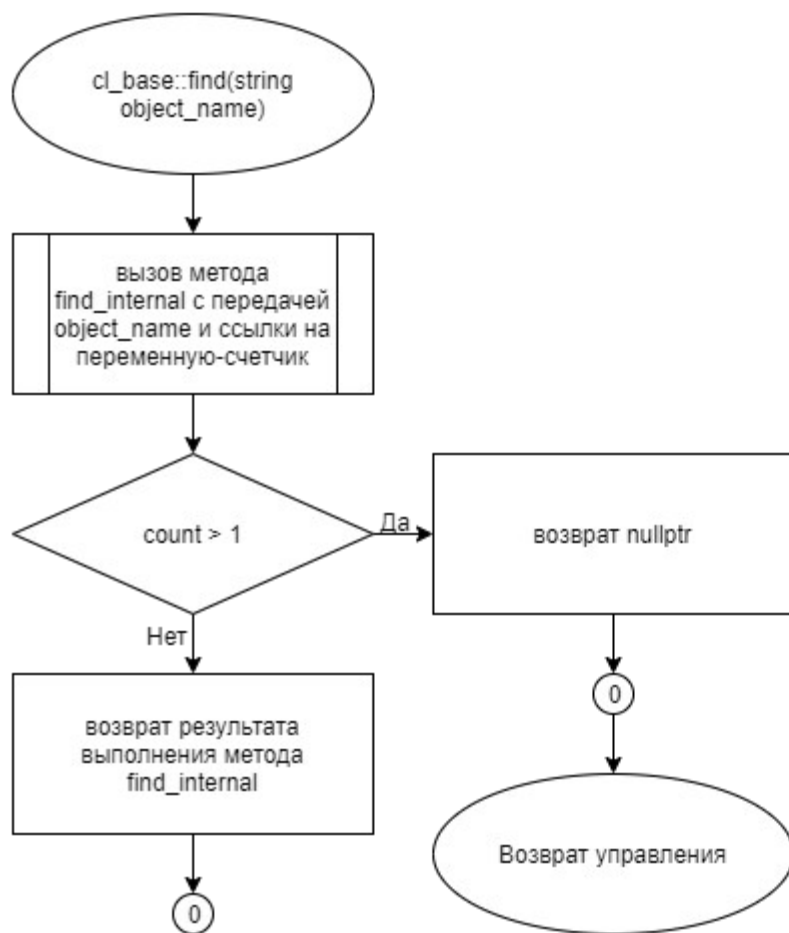 cl_base::find(string
object_name)
вызов метода
find_internal с передачей
object_name и ссылки на
переменную-счетчик
count > 1
Да
возврат nullptr
Нет
0
возврат результата
выполнения метода
find_internal
Возврат управления
0